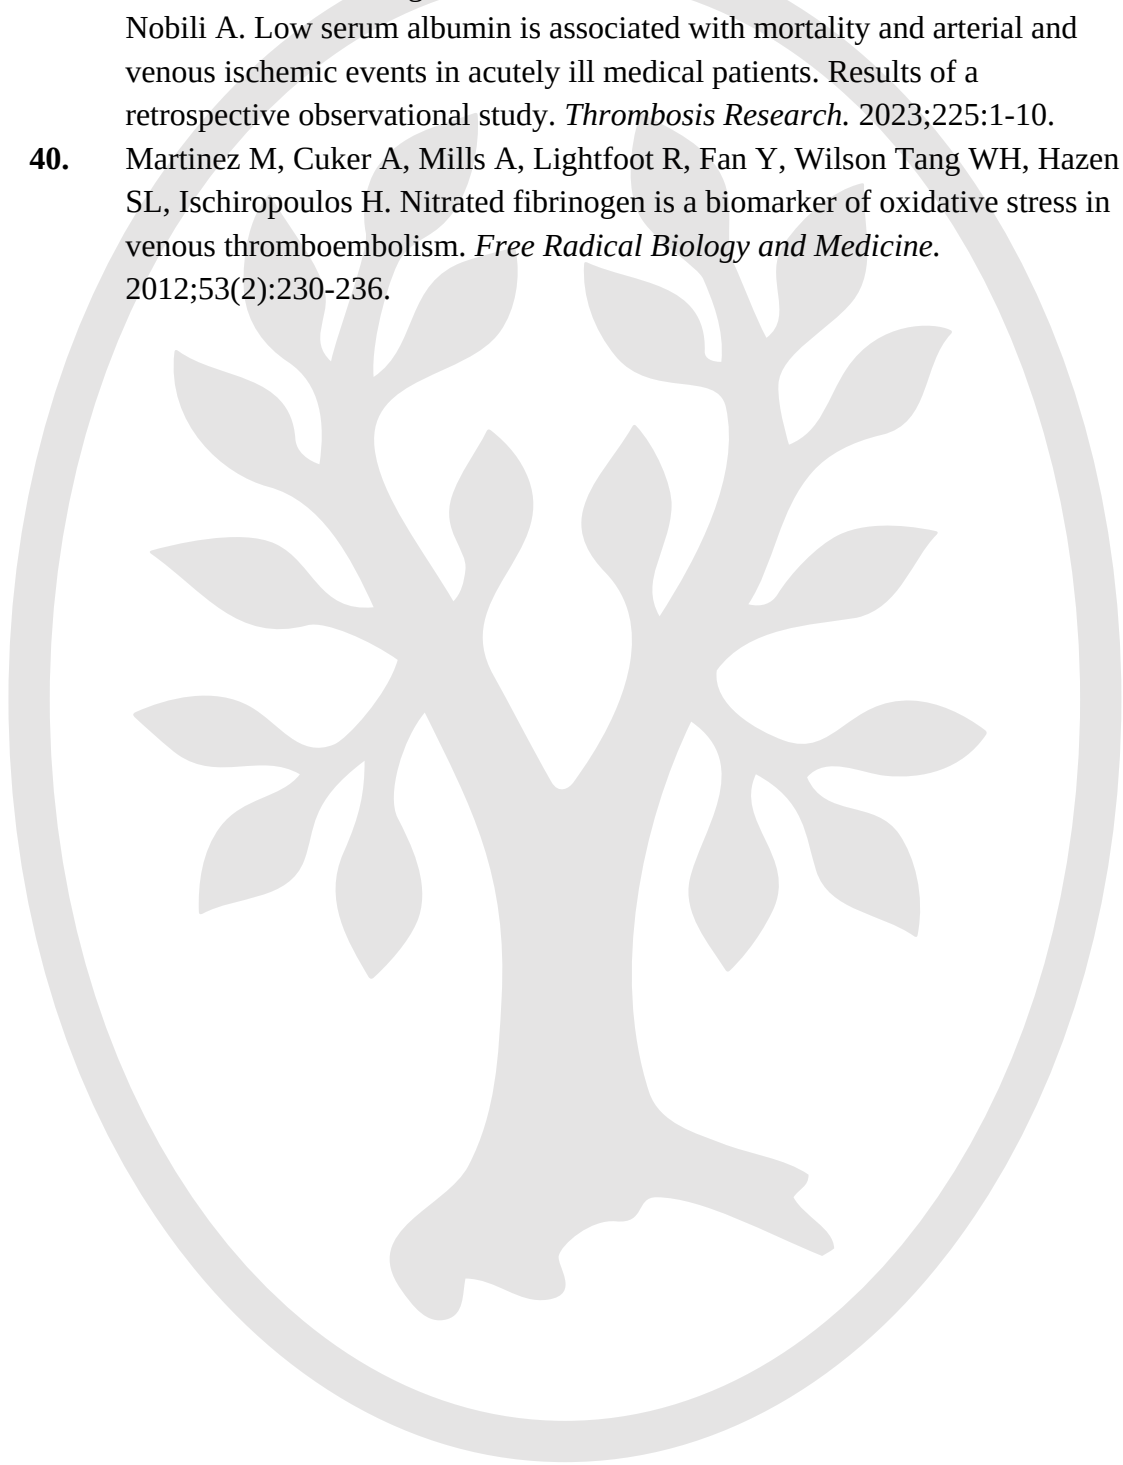 Nobili A. Low serum albumin is associated with mortality and arterial and
venous ischemic events in acutely ill medical patients. Results of a
retrospective observational study. Thrombosis Research. 2023;225:1-10.
40. Martinez M, Cuker A, Mills A, Lightfoot R, Fan Y, Wilson Tang WH, Hazen
SL, Ischiropoulos H. Nitrated fibrinogen is a biomarker of oxidative stress in
venous thromboembolism. Free Radical Biology and Medicine.
2012;53(2):230-236.